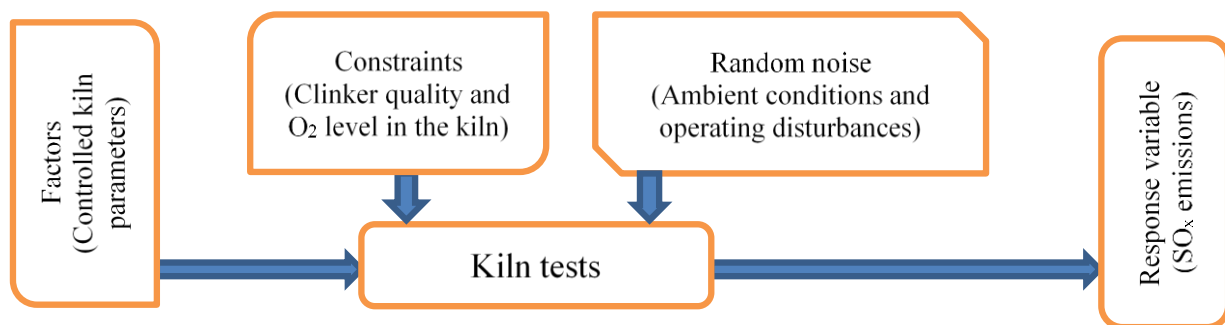 Factors
(Controlled kiln
parameters)
Constraints
(Clinker quality and
O₂ level in the kiln)
Random noise
(Ambient conditions and
operating disturbances)
Kiln tests
Response variable
(SOₓ emissions)